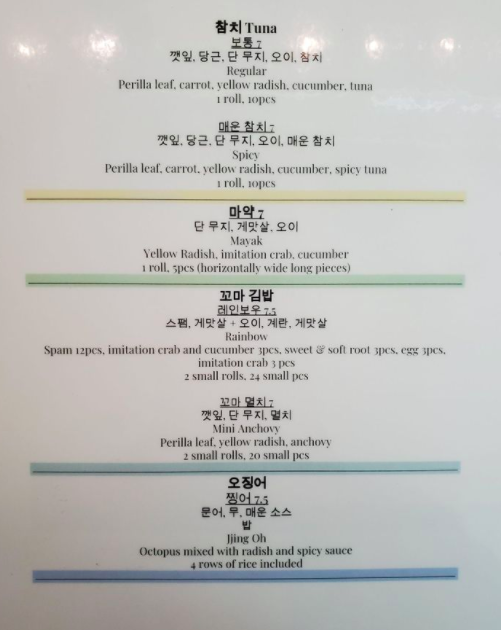 참치 Tuna
보통 7
깻잎, 당근, 단 무지, 오이, 참치
Regular
Perilla leaf, carrot, yellow radish, cucumber, tuna
1 roll, 10pcs
매운 참치 7
깻잎, 당근, 단 무지, 오이, 매운 참치
Spicy
Perilla leaf, carrot, yellow radish, cucumber, spicy tuna
1 roll, 10pcs
마약 7
단 무지, 게맛살, 오이
Mayak
Yellow Radish, imitation crab, cucumber
1 roll, 5pcs (horizontally wide long pieces)
꼬마 김밥
레인보우 7.5
스팸, 게맛살 + 오이, 계란, 게맛살
Rainbow
Spam 12pcs, imitation crab and cucumber 3pcs, sweet & soft root 3pcs, egg 3pcs,
imitation crab 3 pcs
2 small rolls, 24 small pcs
꼬마 멸치 7
깻잎, 단 무지, 멸치
Mini Anchovy
Perilla leaf, yellow radish, anchovy
2 small rolls, 20 small pcs
오징어
찡어 7.5
문어, 무, 매운 소스
밥
Jjing Oh
Octopus mixed with radish and spicy sauce
4 rows of rice included